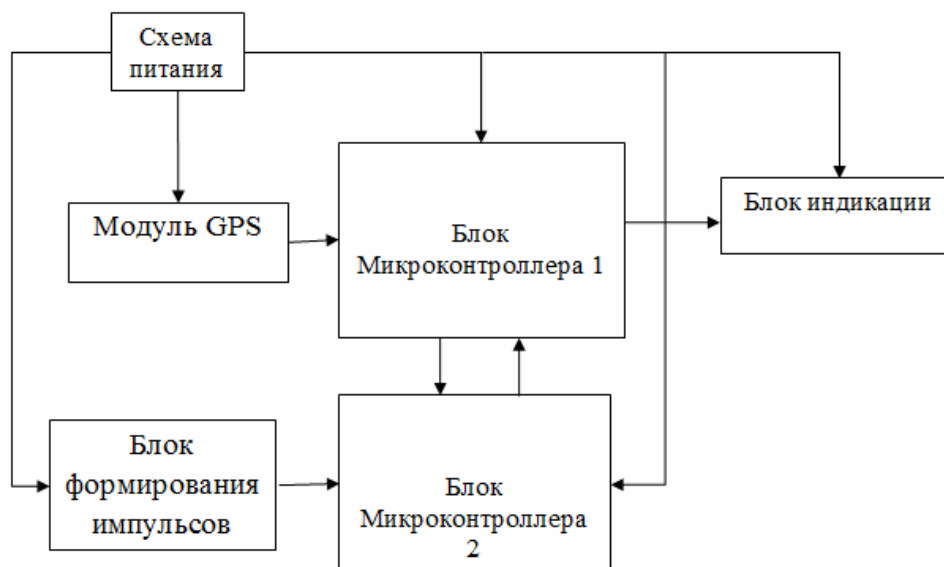 Схема
питания
Модуль GPS
Блок
Микроконтроллера 1
Блок индикации
Блок
формирования
импульсов
Блок
Микроконтроллера
2